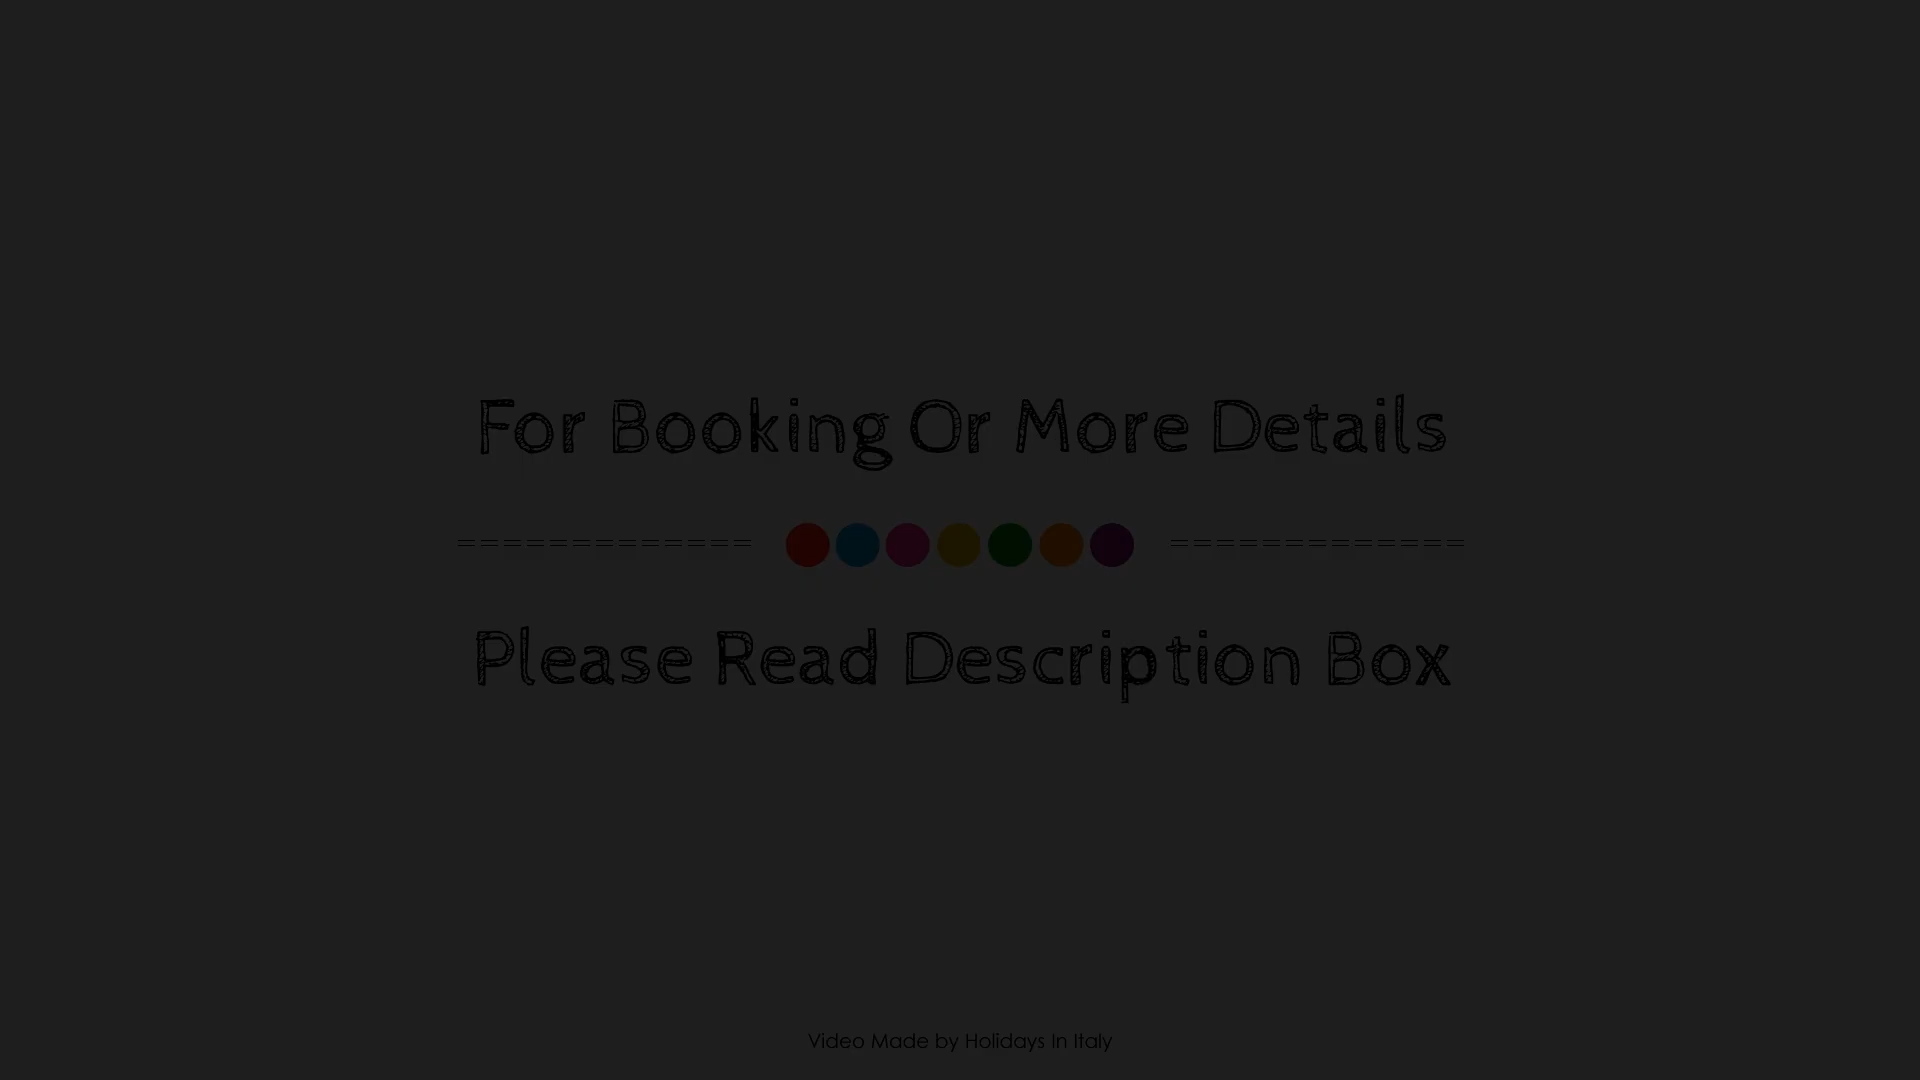 For Booking Or More Details
============= =============
Please Read Description Box
Video Made by Holidays In Italy